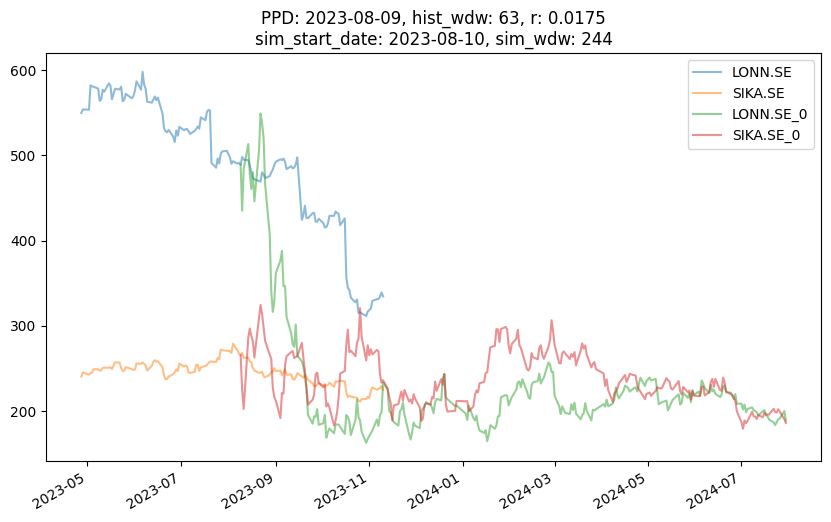 PPD: 2023-08-09, hist_wdw: 63, r: 0.0175
sim_start_date: 2023-08-10, sim_wdw: 244
LONN.SE
SIKA.SE
LONN.SE_0
SIKA.SE_0
600
500
400
300
200
2023-05
2023-07
2023-09
2023-11
2024-01
2024-03
2024-05
2024-07